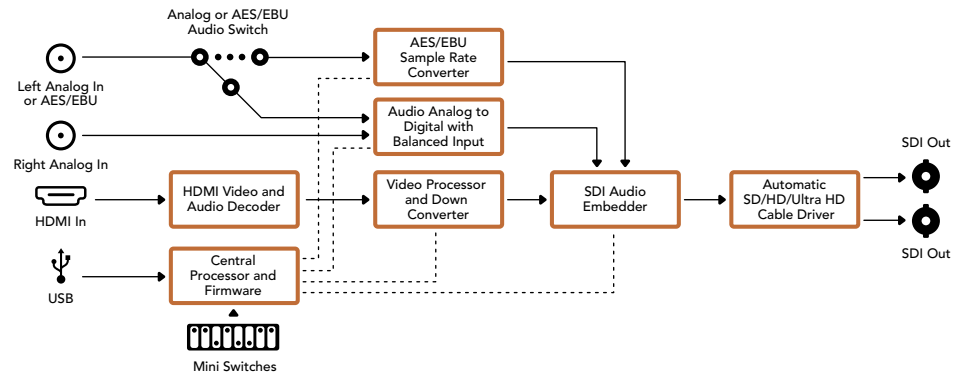 Analog or AES/EBU
Audio Switch
Left Analog In
or AES/EBU
AES/EBU
Sample Rate
Converter
Right Analog In
Audio Analog to
Digital with
Balanced Input
HDMI In
HDMI Video and
Audio Decoder
Video Processor
and Down
Converter
SDI Audio
Embedder
Automatic
SD/HD/Ultra HD
Cable Driver
SDI Out
SDI Out
USB
Central
Processor and
Firmware
Mini Switches